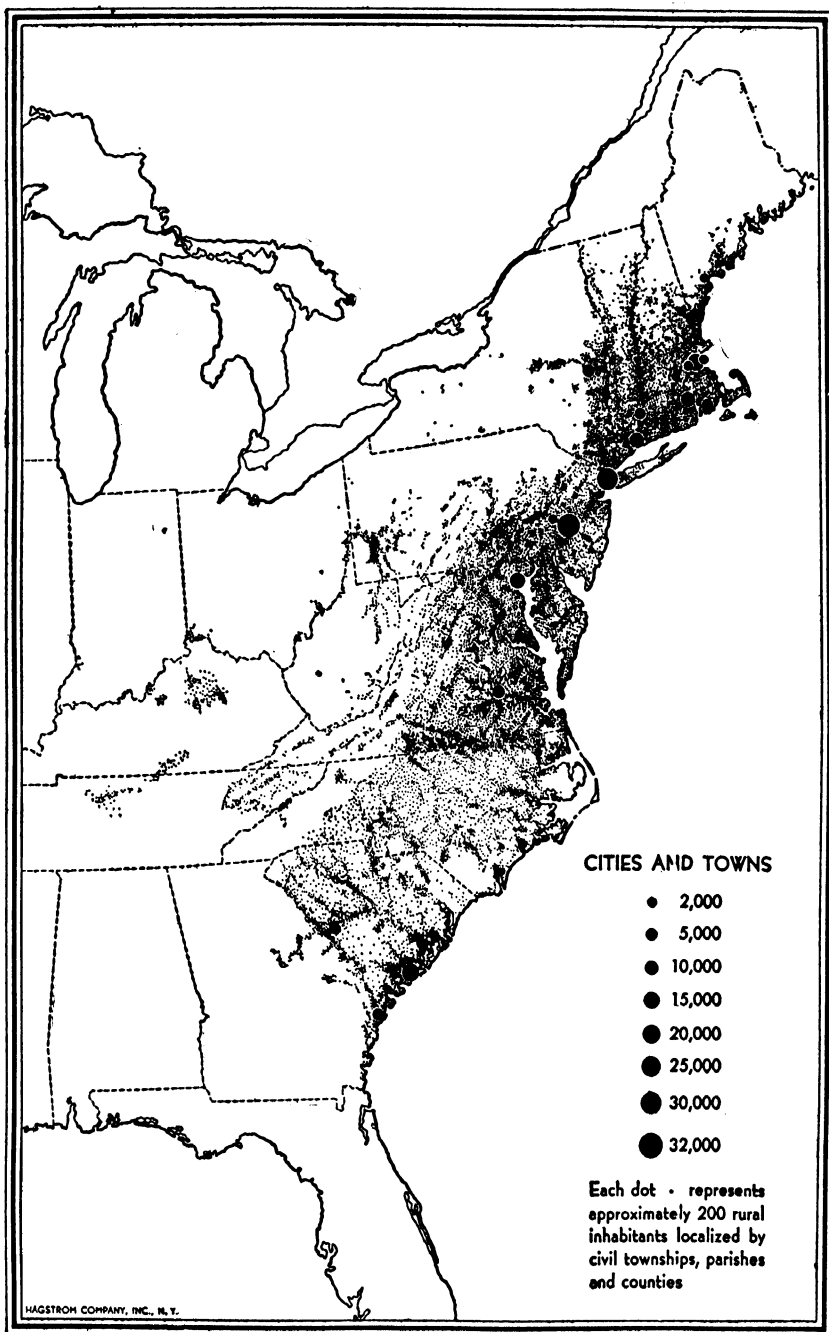 CITIES AND TOWNS
2,000
5,000
10,000
15,000
20,000
25,000
30,000
32,000
Each dot · represents
approximately 200 rural
inhabitants localized by
civil townships, parishes
and counties
HAGSTROM COMPANY, INC., N. Y.